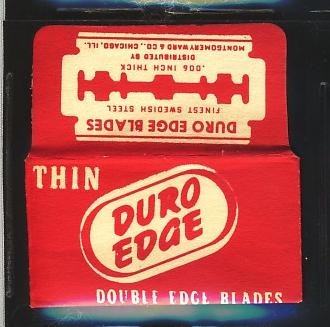 MONTGOMERY WARD & CO., CHICAGO, ILL.
DISTRIBUTED BY
.006 INCH THICK
FINEST SWEDISH STEEL
DURO EDGE BLADES
THIN
DURO
EDGE
DOUBLE EDGE BLADES